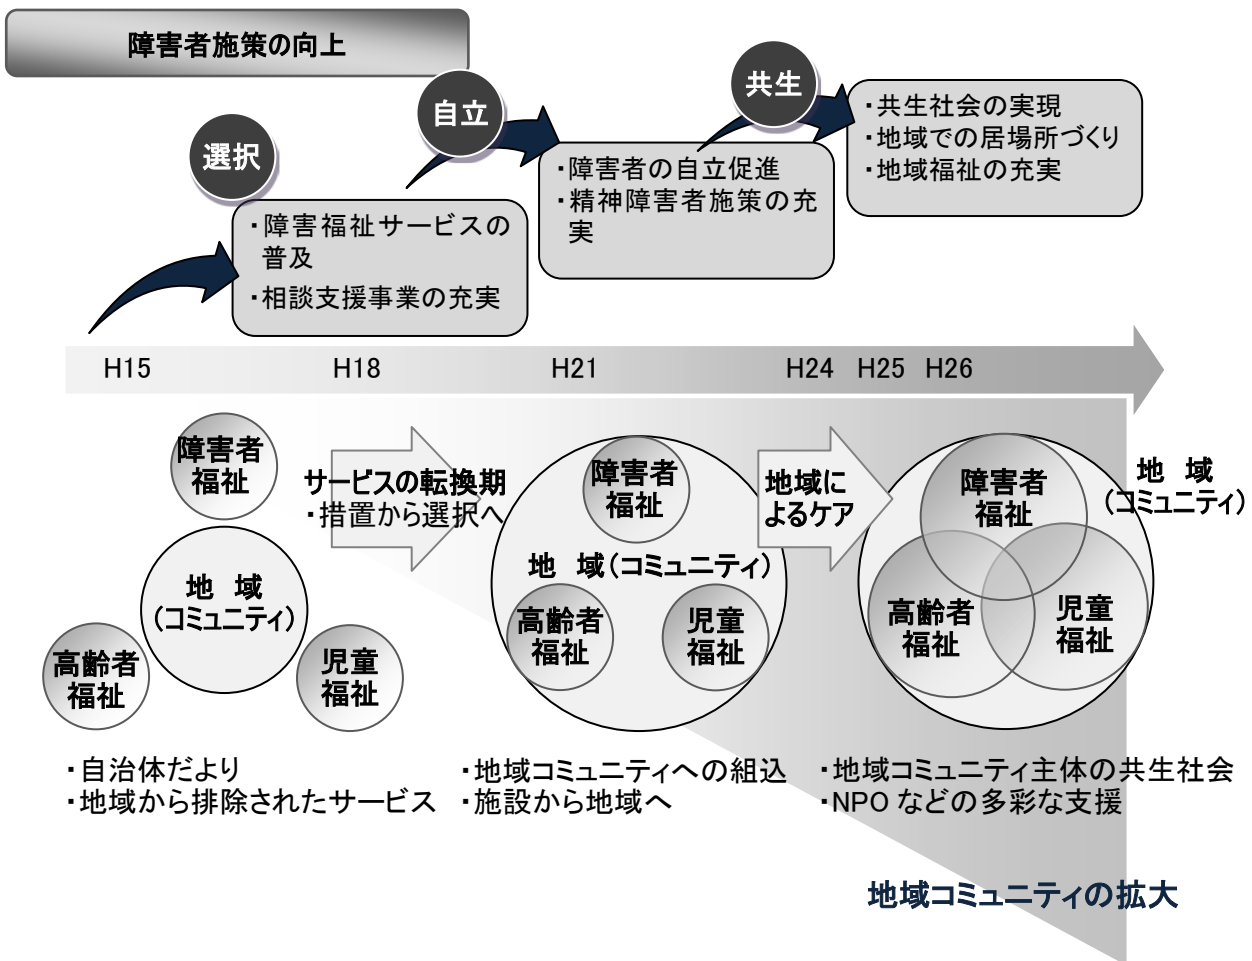 障害者施策の向上
選択
・障害福祉サービスの
普及
・相談支援事業の充実
自立
・障害者の自立促進
・精神障害者施策の充
実
共生
・共生社会の実現
・地域での居場所づくり
・地域福祉の充実
H15 H18 H21 H24 H25 H26
障害者
福祉
地 域
(コミュニティ)
高齢者
福祉
児童
福祉
サービスの転換期
・措置から選択へ
障害者
福祉
地 域(コミュニティ)
高齢者
福祉
児童
福祉
地域に
よるケア
障害者
福祉
高齢者
福祉
児童
福祉
地 域
(コミュニティ)
・自治体だより
・地域から排除されたサービス
・地域コミュニティへの組込
・施設から地域へ
・地域コミュニティ主体の共生社会
・NPO などの多彩な支援
地域コミュニティの拡大